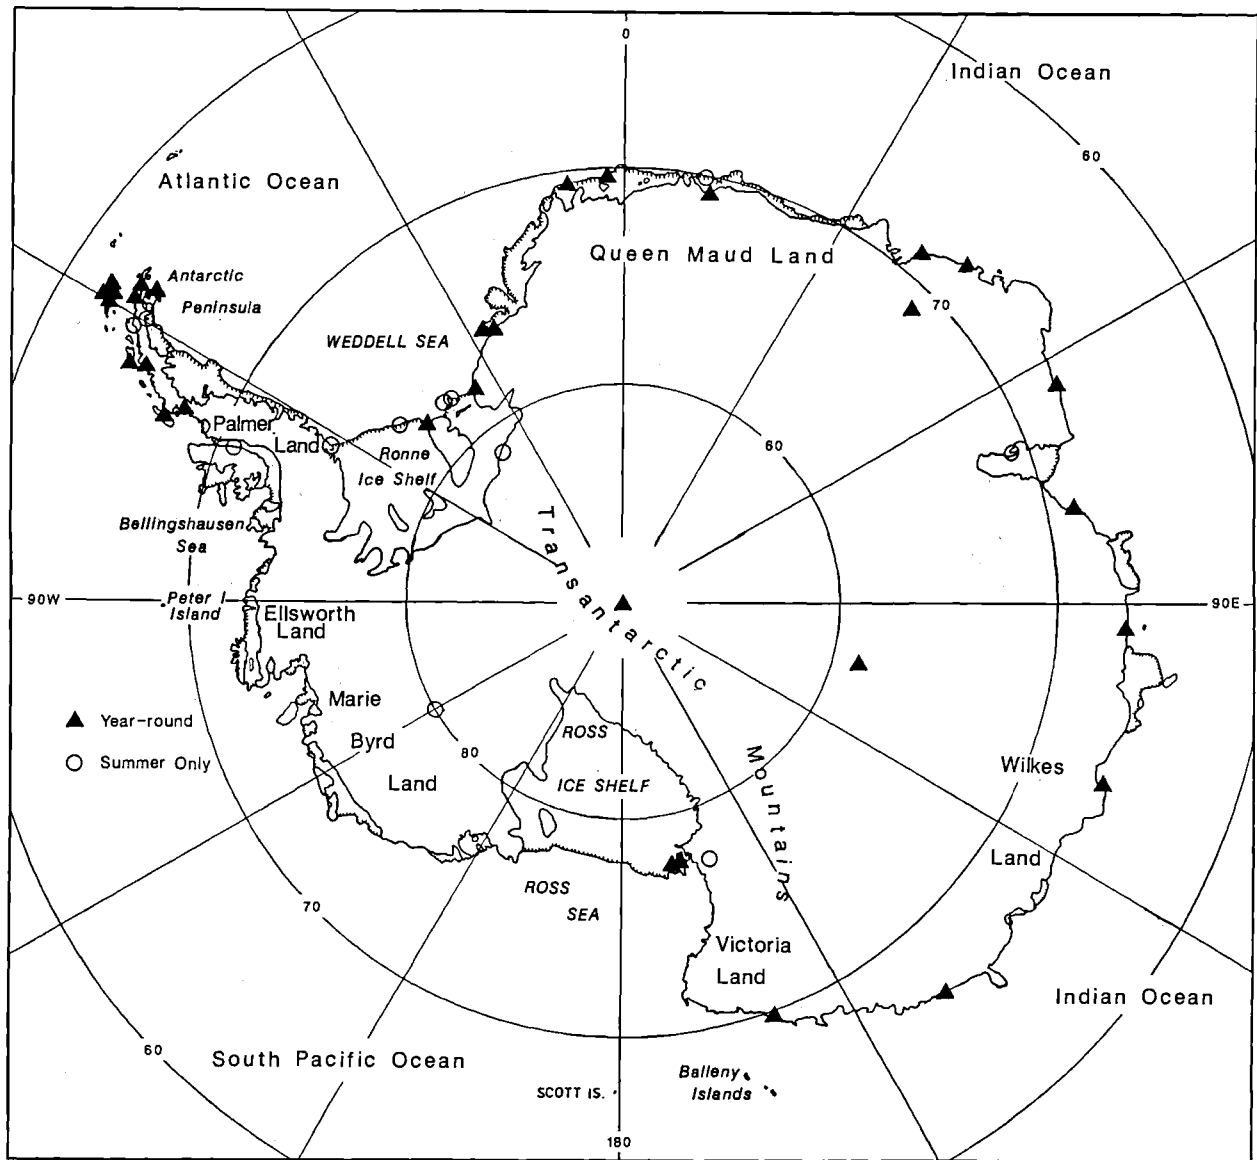 0
Indian Ocean
60
Atlantic Ocean
Queen Maud Land
Antarctic
Peninsula
70
WEDDELL SEA
Palmer
Land
Ronne
Ice Shelf
60
Bellingshausen
Sea
Transantarctic
90W
Peter I
Island
90E
Ellsworth
Land
Marie
Year-round
Byrd
Summer Only
80
ROSS
Mountains
Wilkes
Land
ICE SHELF
Land
ROSS
SEA
70
Victoria
Land
Indian Ocean
60
South Pacific Ocean
Balleny
Islands
SCOTT IS.
180